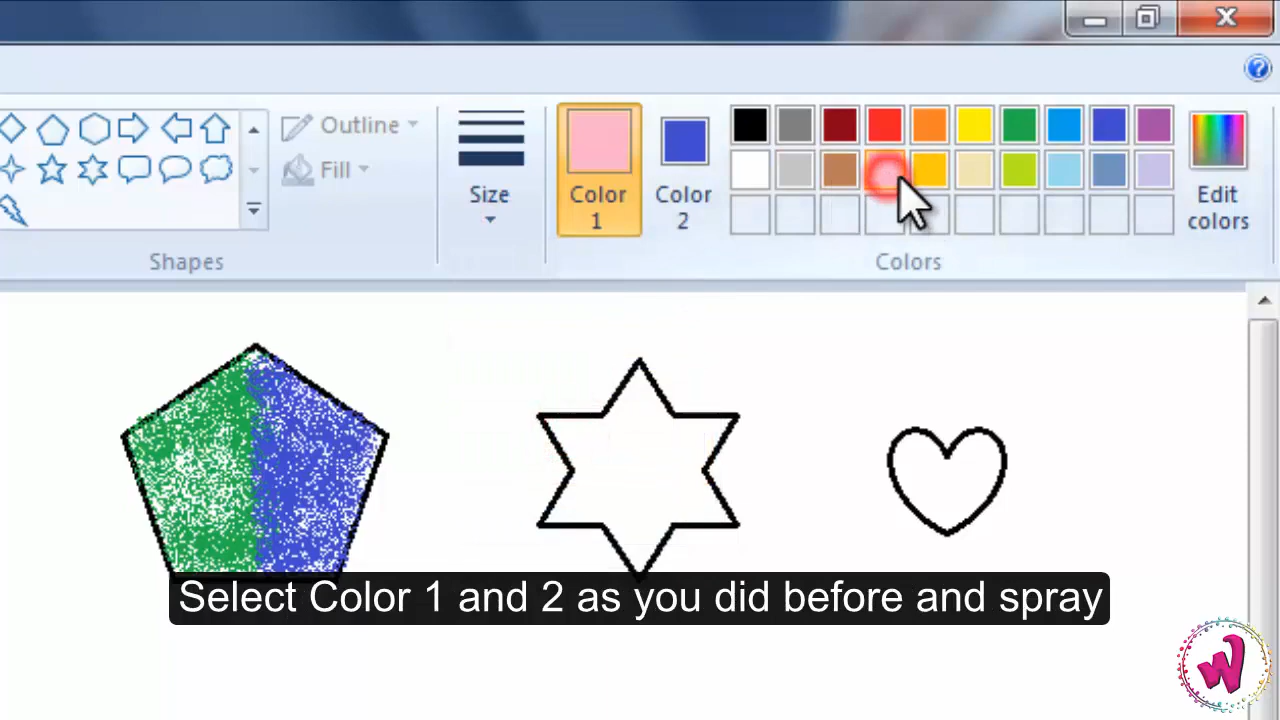 Outline
Fill
Shapes
Size
Color
1
Color
2
Edit
colors
Colors
Select Color 1 and 2 as you did before and spray
W